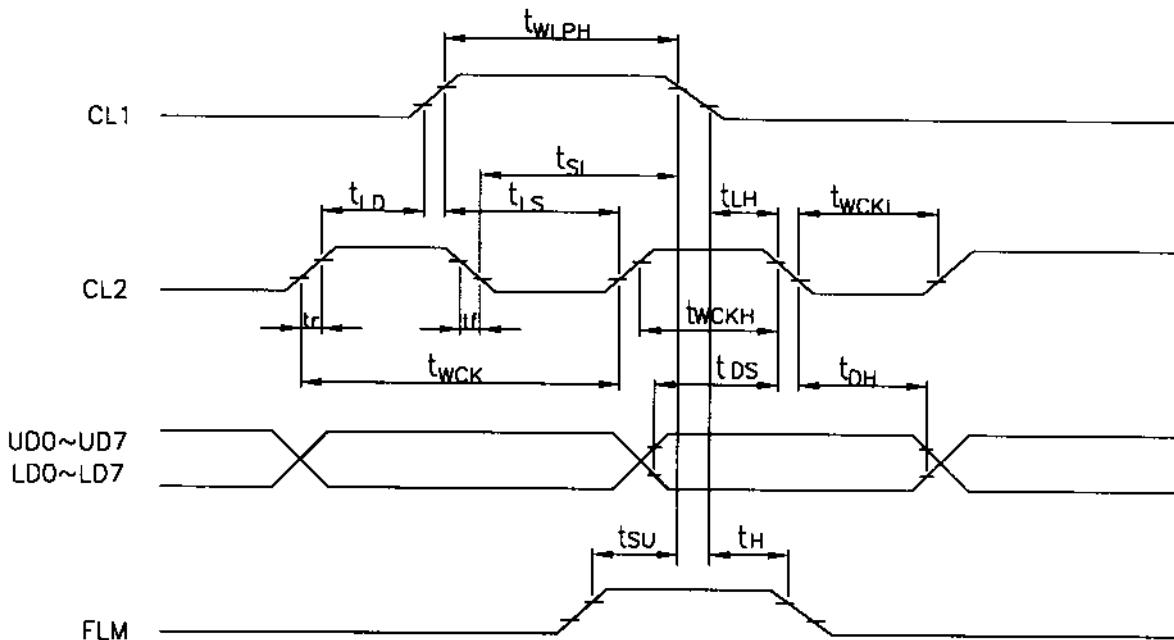 tWLPH
CL1
tSL
tLD
tLS
tLH
tWCKL
CL2
tr
tf
tWCKH
tWCK
tDS
tDH
UD0~UD7
LD0~LD7
tSU
tH
FLM